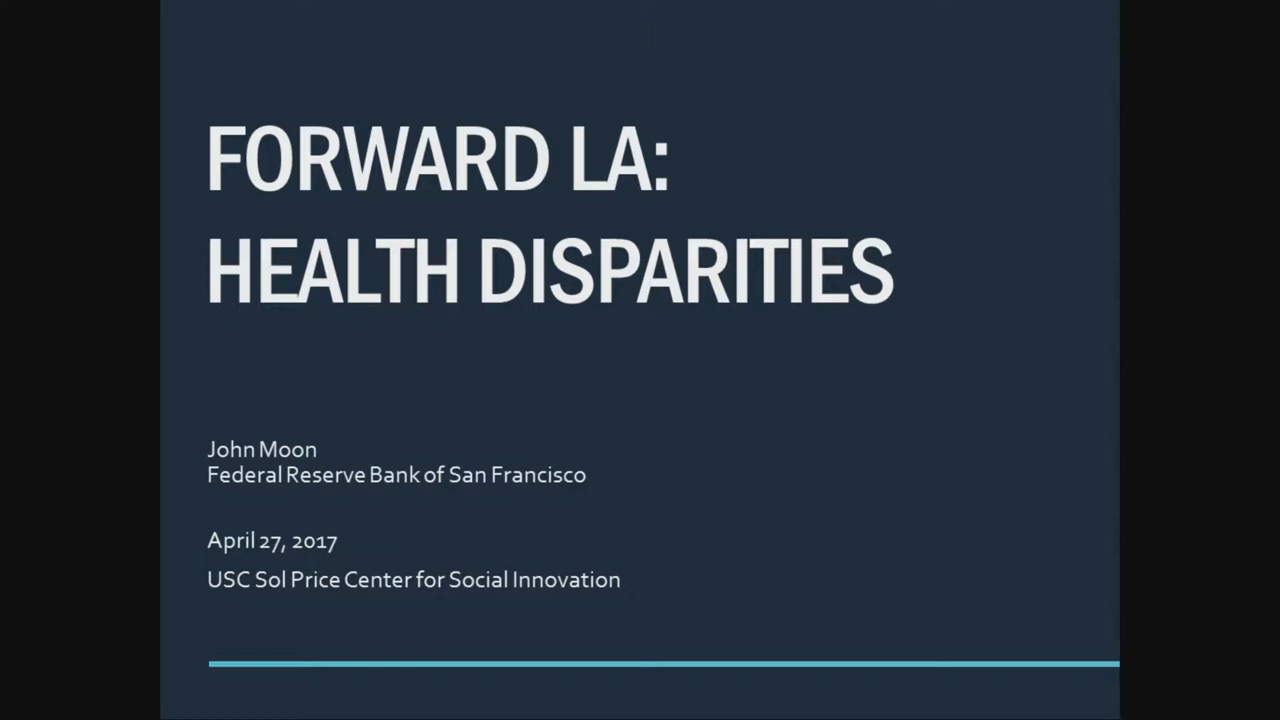 FORWARD LA:
HEALTH DISPARITIES
John Moon
Federal Reserve Bank of San Francisco
April 27, 2017
USC Sol Price Center for Social Innovation